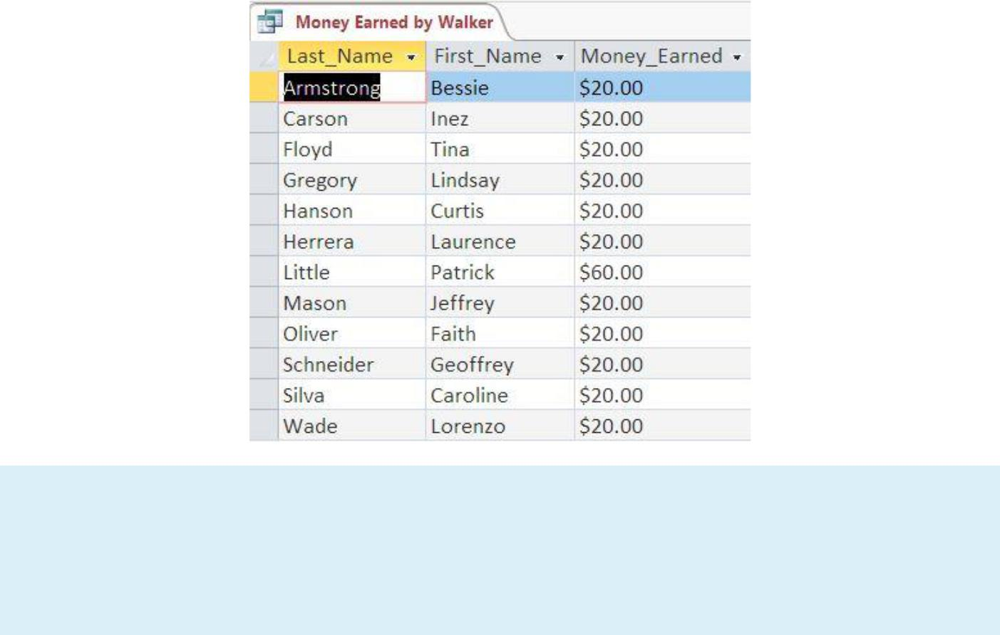 Money Earned by Walker
Last_Name First_Name Money_Earned
Armstrong Bessie $20.00
Carson Inez $20.00
Floyd Tina $20.00
Gregory Lindsay $20.00
Hanson Curtis $20.00
Herrera Laurence $20.00
Little Patrick $60.00
Mason Jeffrey $20.00
Oliver Faith $20.00
Schneider Geoffrey $20.00
Silva Caroline $20.00
Wade Lorenzo $20.00